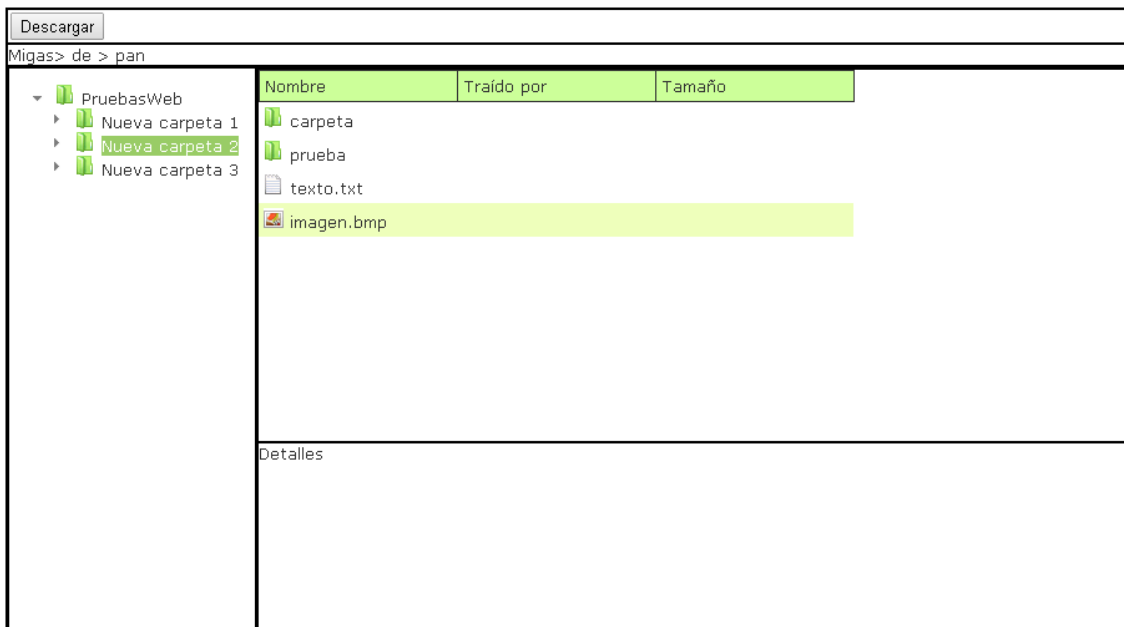 Descargar
Migas> de > pan
PruebasWeb
Nueva carpeta 1
Nueva carpeta 2
Nueva carpeta 3
Nombre Traído por Tamaño
carpeta
prueba
texto.txt
imagen.bmp
Detalles